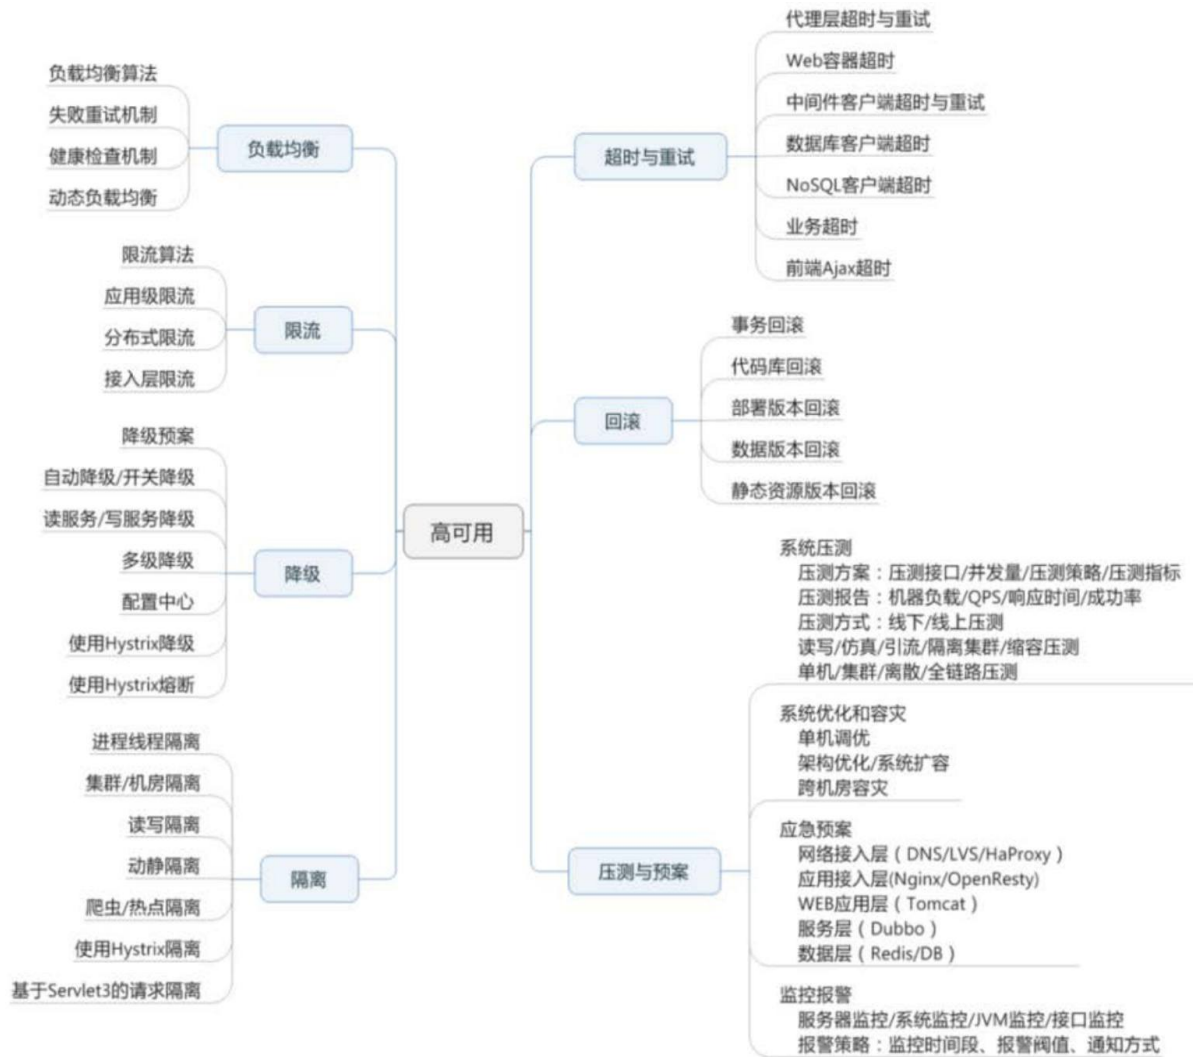 高可用
负载均衡
负载均衡算法
失败重试机制
健康检查机制
动态负载均衡
限流
限流算法
应用级限流
分布式限流
接入层限流
降级
降级预案
自动降级/开关降级
读服务/写服务降级
多级降级
配置中心
使用Hystrix降级
使用Hystrix熔断
隔离
进程线程隔离
集群/机房隔离
读写隔离
动静隔离
爬虫/热点隔离
使用Hystrix隔离
基于Servlet3的请求隔离
超时与重试
代理层超时与重试
Web容器超时
中间件客户端超时与重试
数据库客户端超时
NoSQL客户端超时
业务超时
前端Ajax超时
回滚
事务回滚
代码库回滚
部署版本回滚
数据版本回滚
静态资源版本回滚
压测与预案
系统压测
压测方案：压测接口/并发量/压测策略/压测指标
压测报告：机器负载/QPS/响应时间/成功率
压测方式：线下/线上压测
读写/仿真/引流/隔离集群/缩容压测
单机/集群/离散/全链路压测
系统优化和容灾
单机调优
架构优化/系统扩容
跨机房容灾
应急预案
网络接入层（DNS/LVS/HaProxy）
应用接入层(Nginx/OpenResty)
WEB应用层（Tomcat）
服务层（Dubbo）
数据层（Redis/DB）
监控报警
服务器监控/系统监控/JVM监控/接口监控
报警策略：监控时间段、报警阀值、通知方式